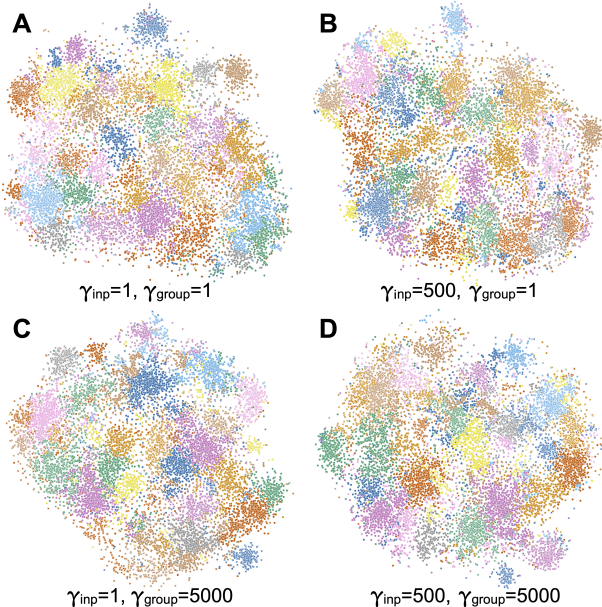 A
B
γinp=1, γgroup=1
γinp=500, γgroup=1
C
D
γinp=1, γgroup=5000
γinp=500, γgroup=5000